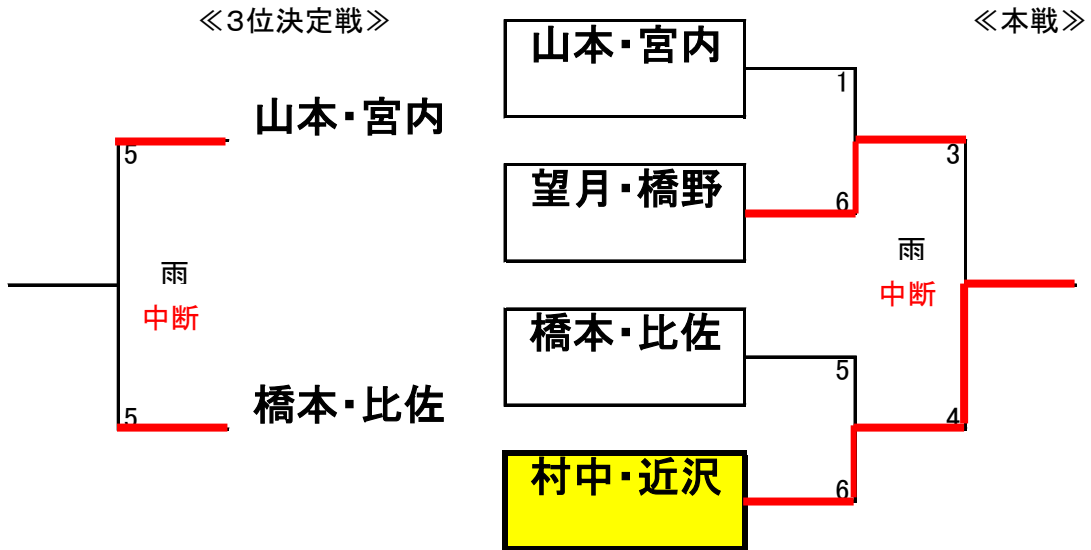 ≪3位決定戦≫
山本・宮内
5
雨
中断
橋本・比佐
5
≪本戦≫
山本・宮内
1
望月・橋野
6
3
雨
中断
橋本・比佐
5
4
村中・近沢
6